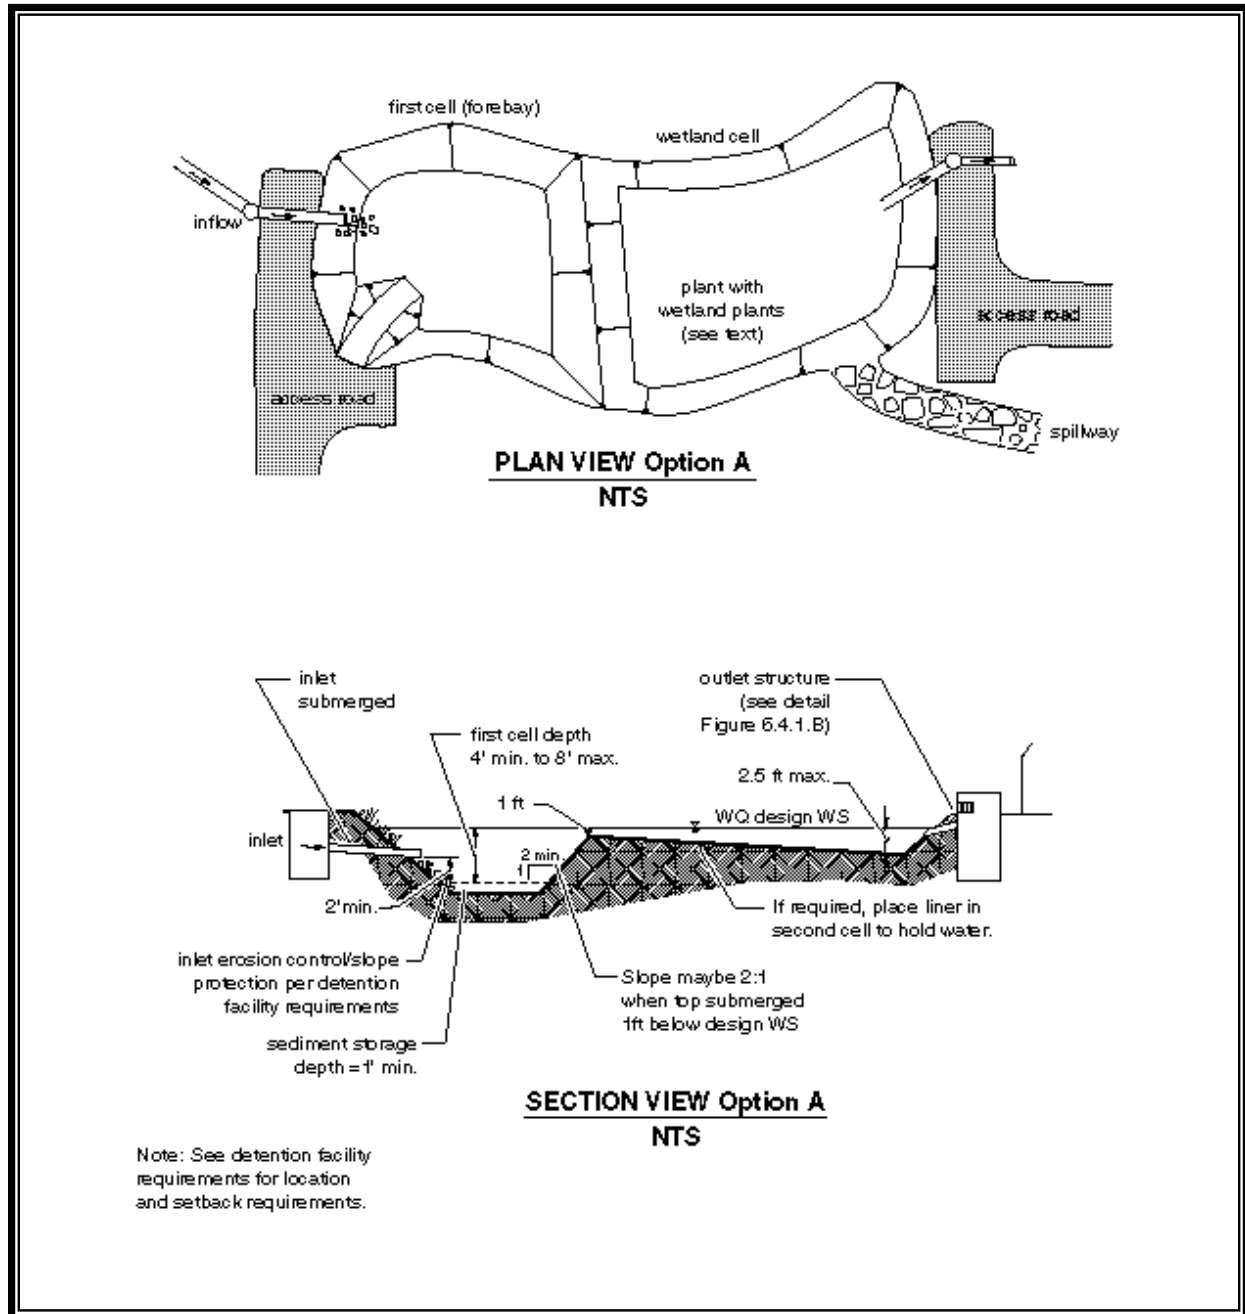 first cell (forebay)
wetland cell
inflow
plant with
wetland plants
(see text)
access road
access road
spillway
PLAN VIEW Option A
NTS
inlet
submerged
outlet structure
(see detail
Figure 6.4.1.B)
first cell depth
4' min. to 8' max.
2.5 ft max.
1 ft
WQ design WS
inlet
2 min.
1
2' min.
If required, place liner in
second cell to hold water.
inlet erosion control/slope
protection per detention
facility requirements
Slope maybe 2:1
when top submerged
1ft below design WS
sediment storage
depth = 1' min.
SECTION VIEW Option A
NTS
Note: See detention facility
requirements for location
and setback requirements.